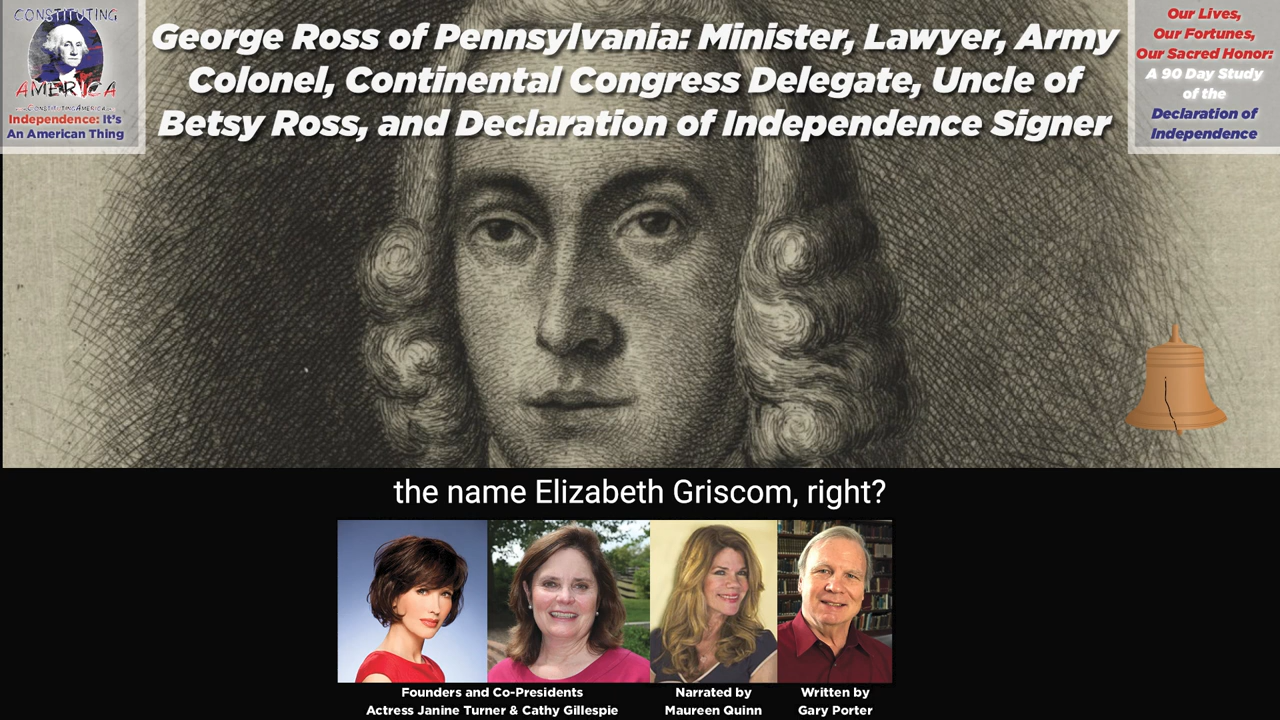 CONSTITUTING
AMERICA
CONSTITUTINGAMERICA
Independence: It's
An American Thing
George Ross of Pennsylvania: Minister, Lawyer, Army
Colonel, Continental Congress Delegate, Uncle of
Betsy Ross, and Declaration of Independence Signer
Our Lives,
Our Fortunes,
Our Sacred Honor:
A 90 Day Study
of the
Declaration of
Independence
the name Elizabeth Griscom, right?
Founders and Co-Presidents
Actress Janine Turner & Cathy Gillespie
Narrated by
Maureen Quinn
Written by
Gary Porter